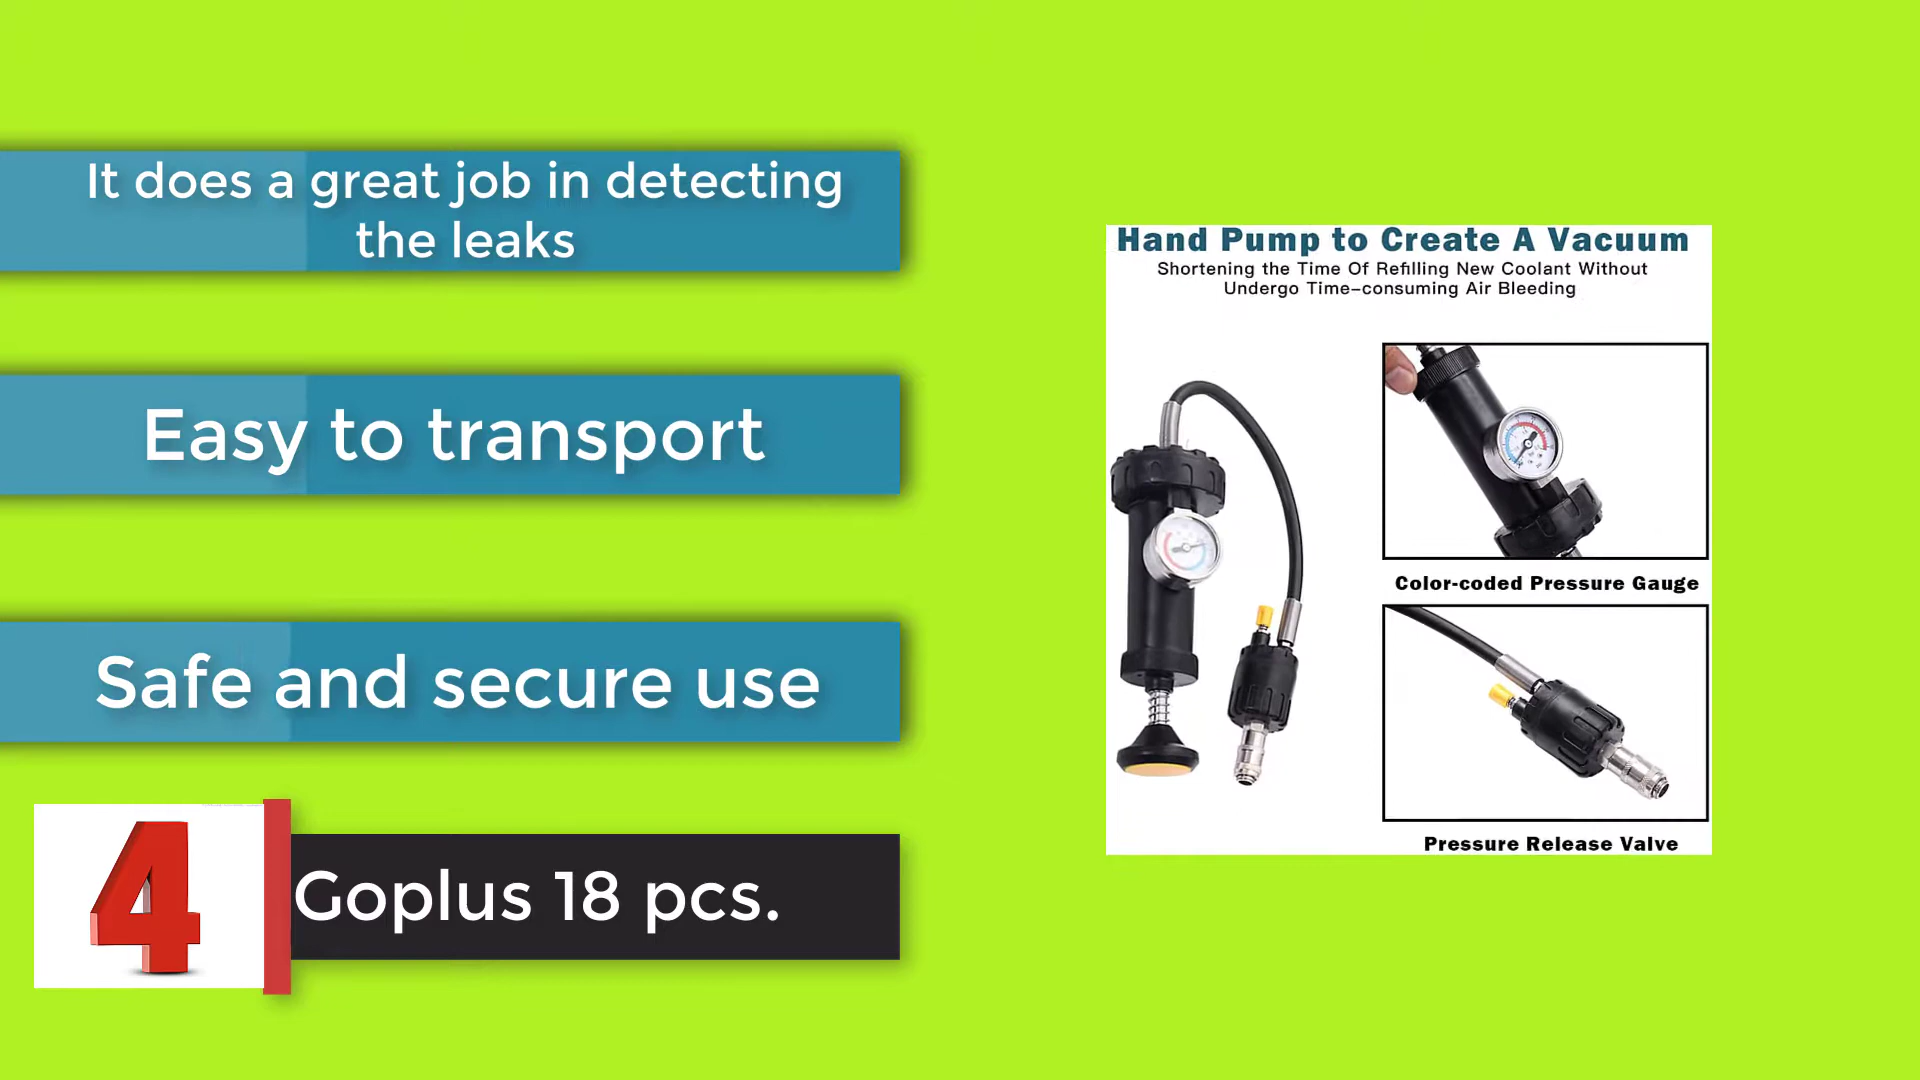 It does a great job in detecting
the leaks
Easy to transport
Safe and secure use
4
Goplus 18 pcs.
Hand Pump to Create A Vacuum
Shortening the Time Of Refilling New Coolant Without
Undergo Time-consuming Air Bleeding
Color-coded Pressure Gauge
Pressure Release Valve